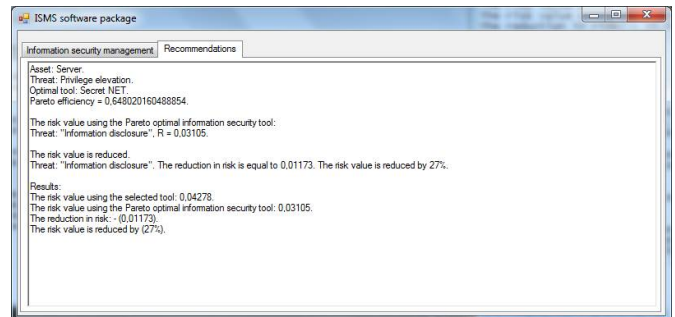 ISMS software package
Information security management
Recommendations
Asset: Server.
Threat: Privilege elevation.
Optimal tool: Secret NET.
Pareto efficiency = 0,648020160488854.
The risk value using the Pareto optimal information security tool:
Threat: "Information disclosure", R = 0,03105.
The risk value is reduced.
Threat: "Information disclosure". The reduction in risk is equal to 0,01173. The risk value is reduced by 27%.
Results:
The risk value using the selected tool: 0,04278.
The risk value using the Pareto optimal information security tool: 0,03105.
The reduction in risk: - (0,01173).
The risk value is reduced by (27%).